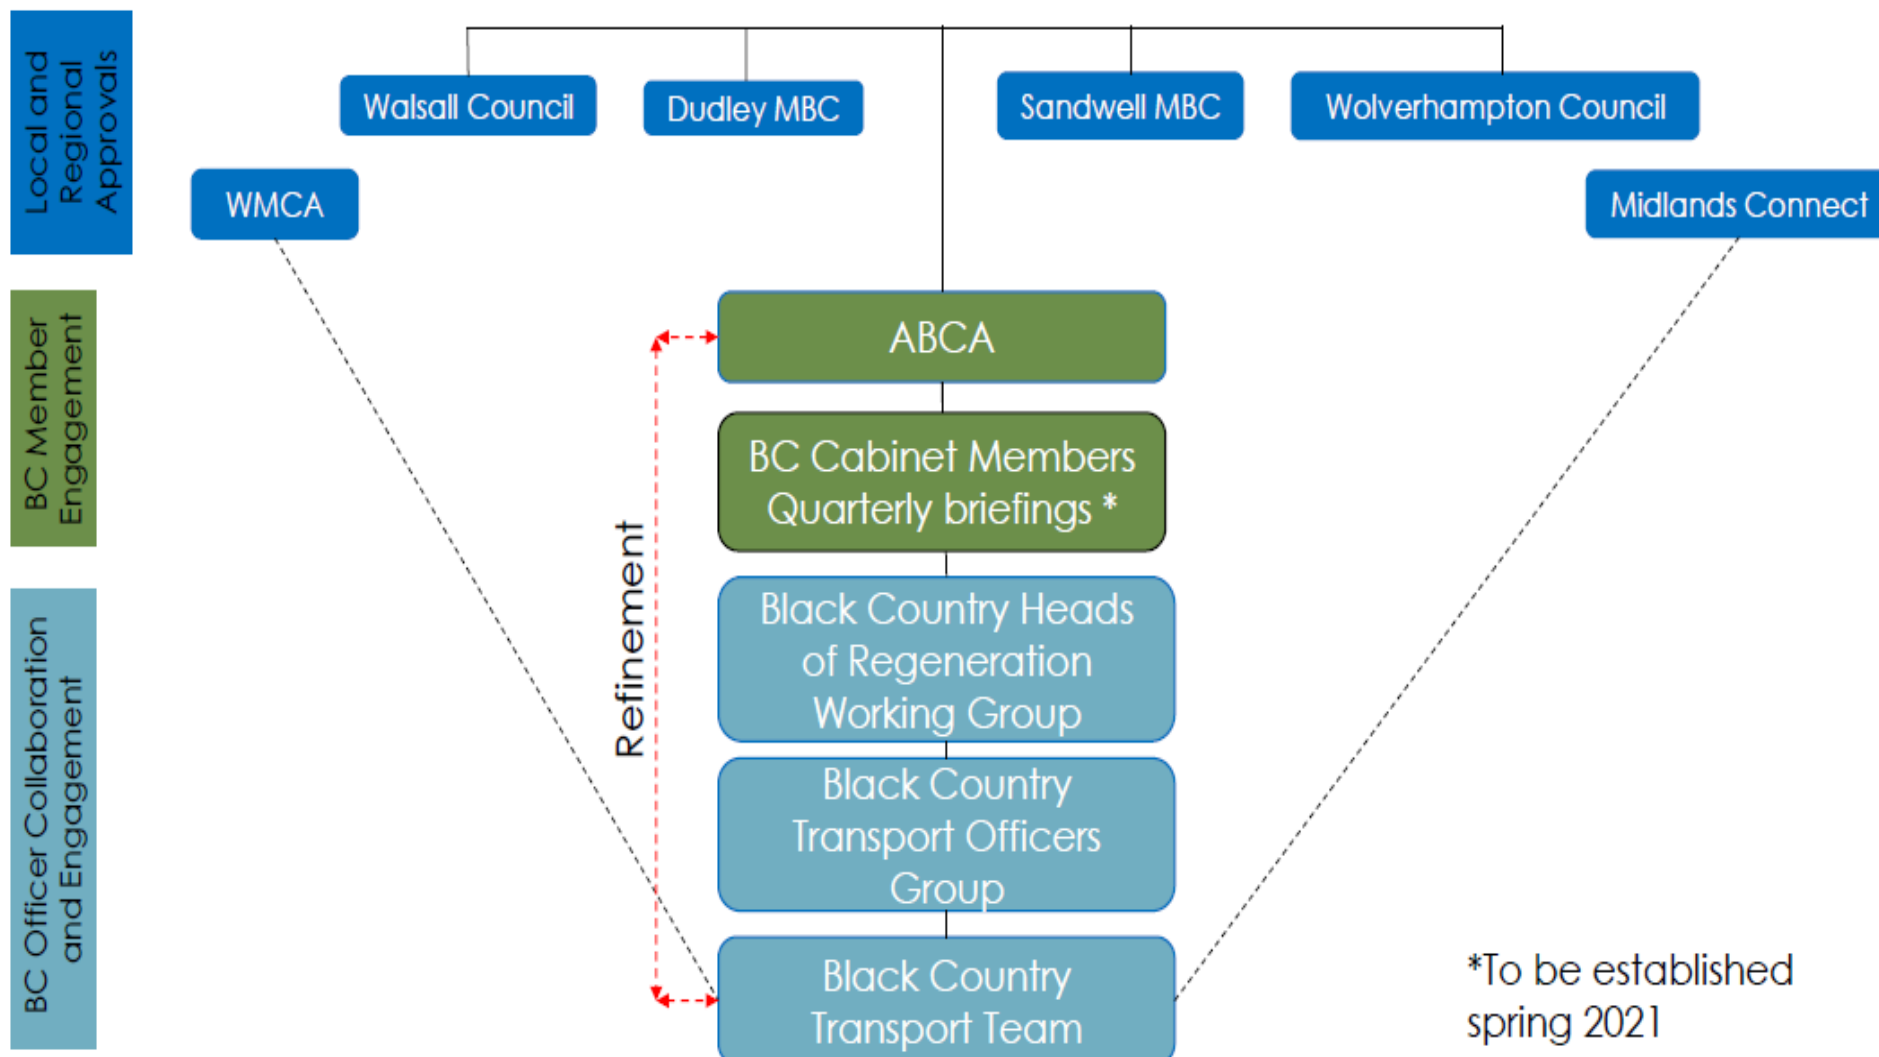 Local and
Regional
Approvals
Walsall Council
Dudley MBC
Sandwell MBC
Wolverhampton Council
WMCA
Midlands Connect
BC Member
Engagement
ABCA
BC Cabinet Members
Quarterly briefings *
Refinement
BC Officer Collaboration
and Engagement
Black Country Heads
of Regeneration
Working Group
Black Country
Transport Officers
Group
Black Country
Transport Team
*To be established
spring 2021